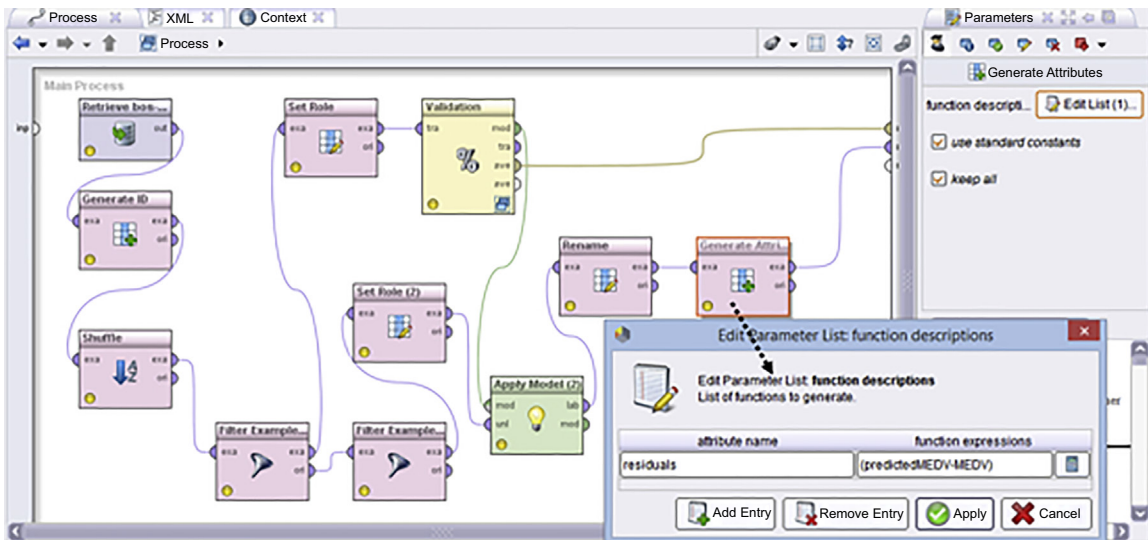 Process XML Context Parameters
Process
Main Process
Generate Attributes
function descripti... Edit List (1)...
use standard constants
keep all
inp
Retrieve bos-...
out
Generate ID
exa exa
ori
Shuffle
exa exa
ori
Set Role
exa exa
ori
Validation
tra mod
tra
ave
ave
Set Role (2)
exa exa
ori
Filter Example...
exa exa
ori
Filter Example...
exa exa
ori
Apply Model (2)
mod lab
unl mod
Rename
exa exa
ori
Generate Attri...
exa exa
ori
Edit Parameter List: function descriptions
Edit Parameter List: function descriptions
List of functions to generate.
attribute name function expressions
residuals (predictedMEDV-MEDV)
Add Entry Remove Entry Apply Cancel